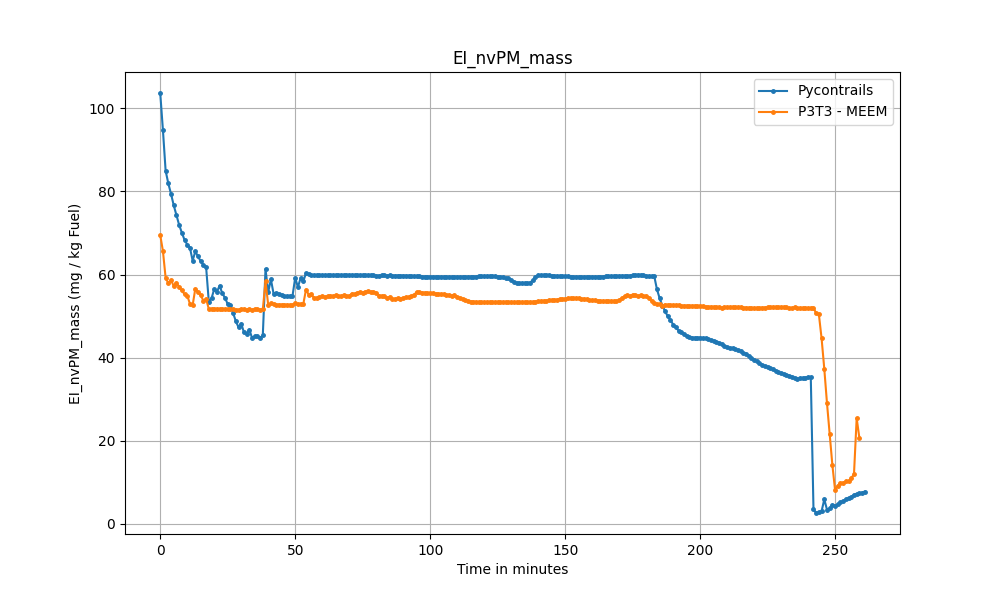 EI_nvPM_mass
Pycontrails
P3T3 - MEEM
EI_nvPM_mass (mg / kg Fuel)
100
80
60
40
20
0
0 50 100 150 200 250
Time in minutes